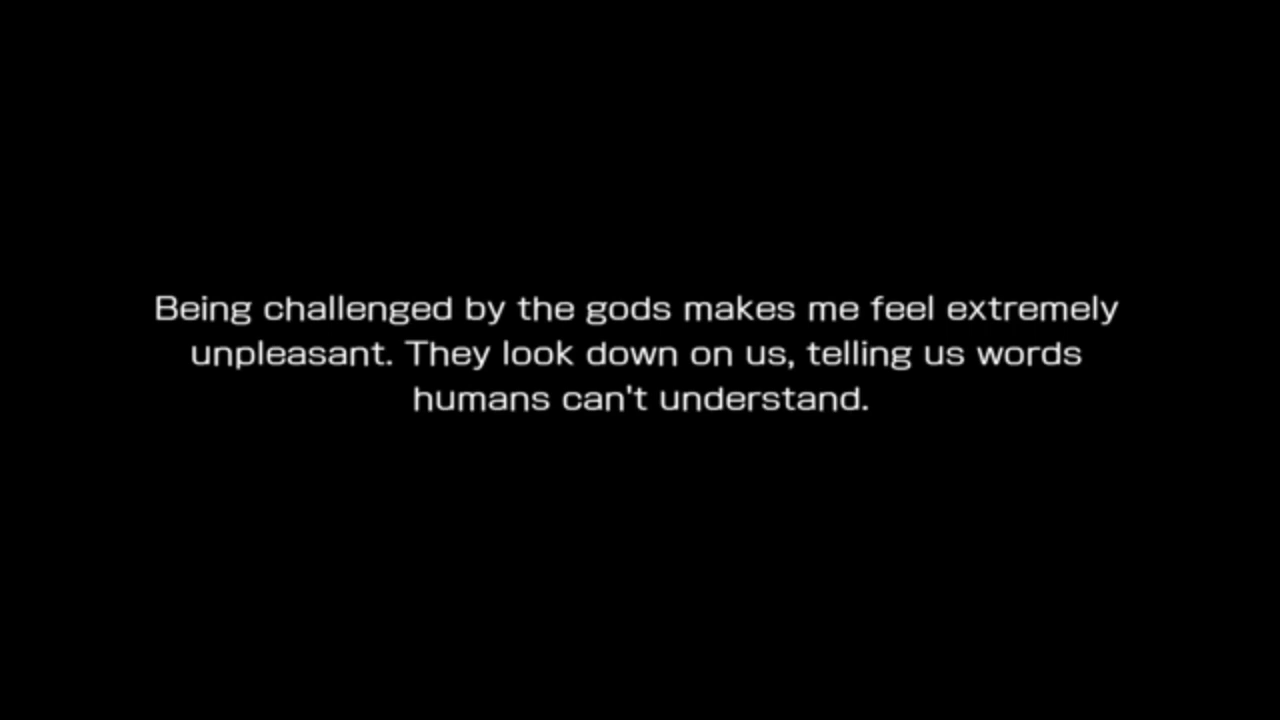 Being challenged by the gods makes me feel extremely
unpleasant. They look down on us, telling us words
humans can't understand.